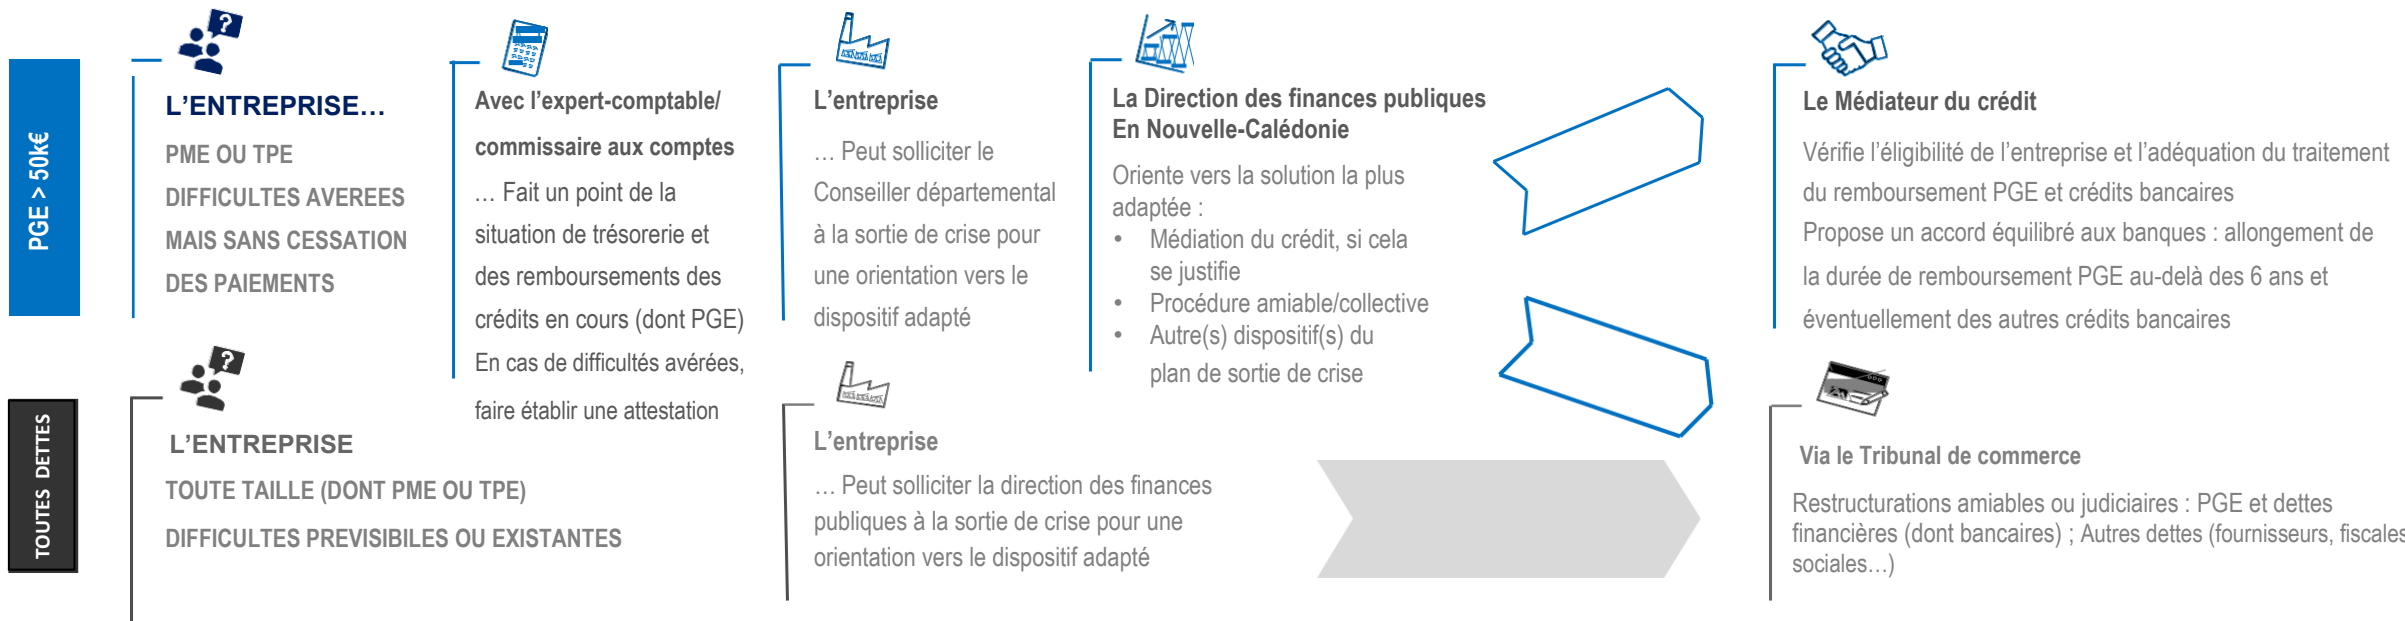 PGE > 50k€
L’ENTREPRISE…
PME OU TPE
DIFFICULTES AVEREES
MAIS SANS CESSATION
DES PAIEMENTS
Avec l’expert-comptable/
commissaire aux comptes
… Fait un point de la
situation de trésorerie et
des remboursements des
crédits en cours (dont PGE)
En cas de difficultés avérées,
faire établir une attestation
L’entreprise
… Peut solliciter le
Conseiller départemental
à la sortie de crise pour
une orientation vers le
dispositif adapté
La Direction des finances publiques
En Nouvelle-Calédonie
Oriente vers la solution la plus
adaptée :
• Médiation du crédit, si cela
se justifie
• Procédure amiable/collective
• Autre(s) dispositif(s) du
plan de sortie de crise
Le Médiateur du crédit
Vérifie l’éligibilité de l’entreprise et l’adéquation du traitement
du remboursement PGE et crédits bancaires
Propose un accord équilibré aux banques : allongement de
la durée de remboursement PGE au-delà des 6 ans et
éventuellement des autres crédits bancaires
TOUTES DETTES
L’ENTREPRISE
TOUTE TAILLE (DONT PME OU TPE)
DIFFICULTES PREVISIBILES OU EXISTANTES
L’entreprise
… Peut solliciter la direction des finances
publiques à la sortie de crise pour une
orientation vers le dispositif adapté
Via le Tribunal de commerce
Restructurations amiables ou judiciaires : PGE et dettes
financières (dont bancaires) ; Autres dettes (fournisseurs, fiscales
sociales…)